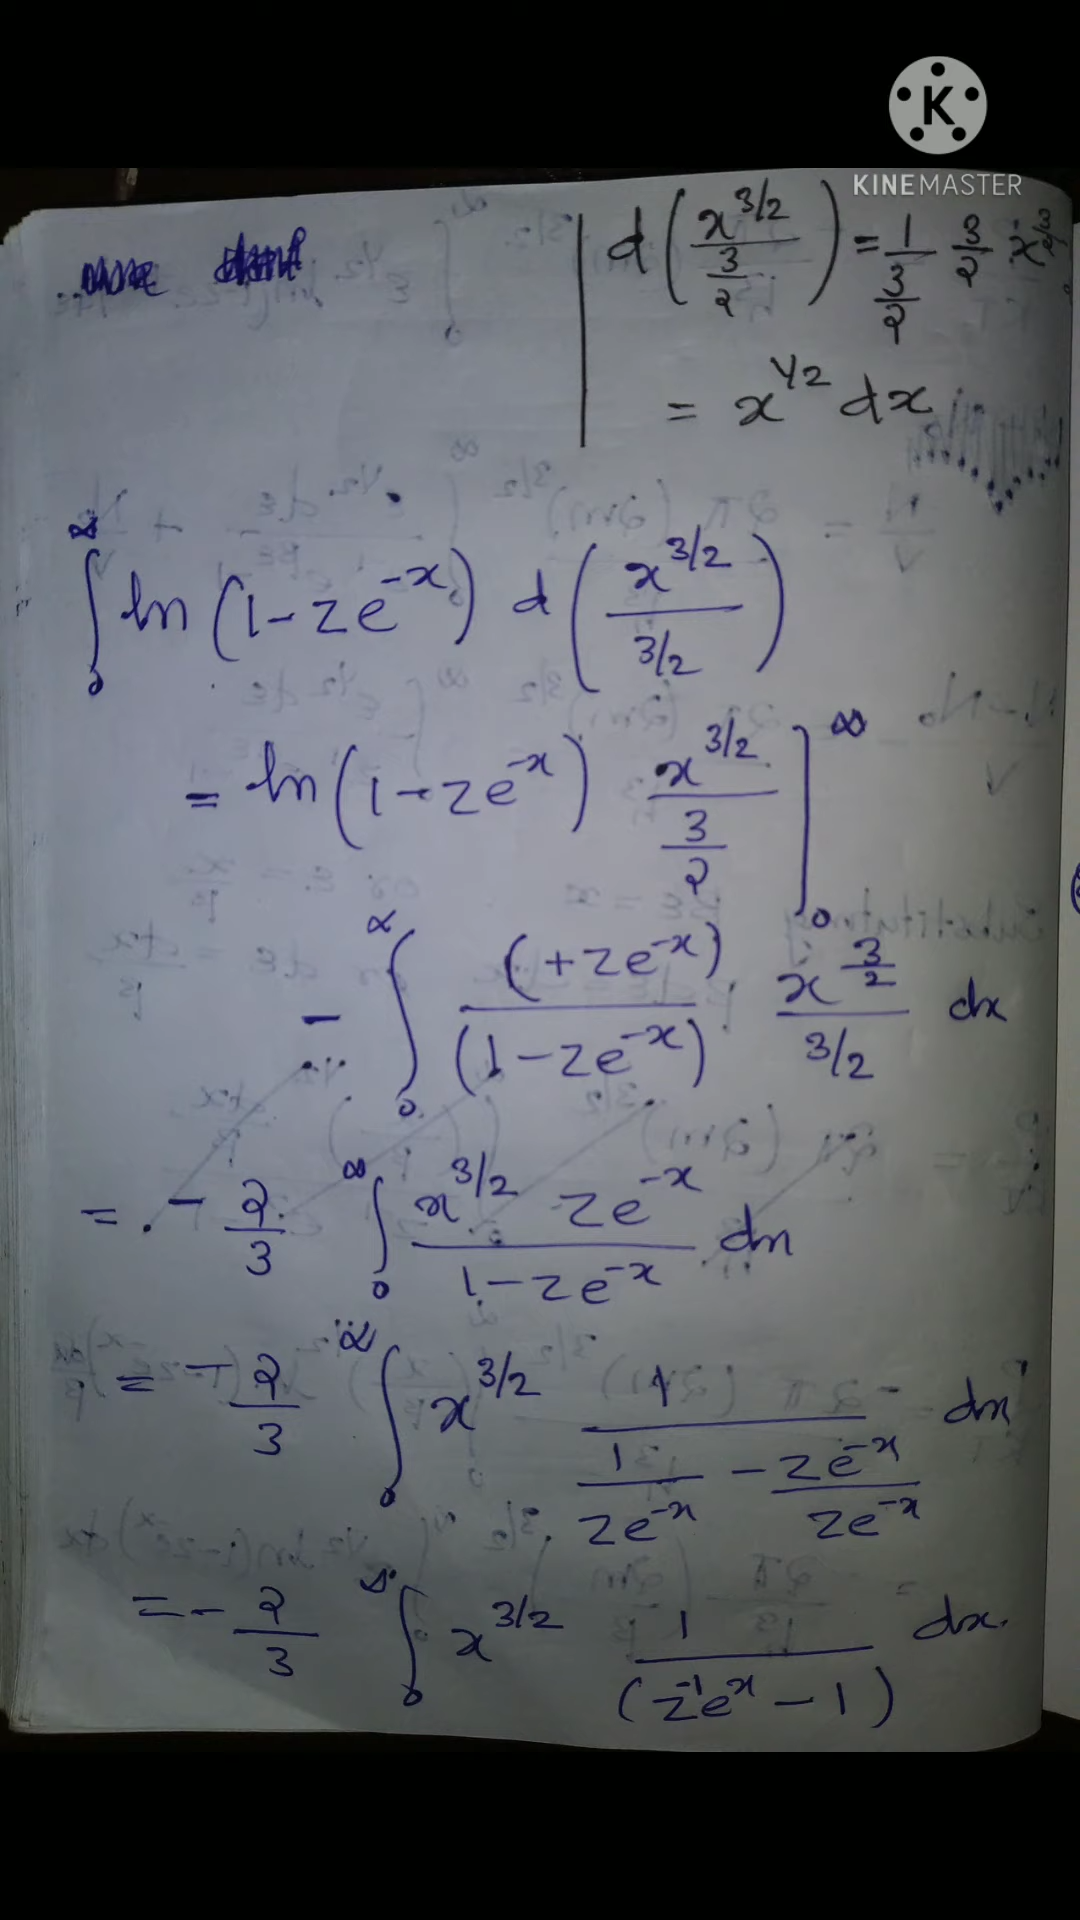 K
KINEMASTER
d(x^{3/2} / (3/2)) = 1/(3/2) 3/2 x
= x^{1/2} dx
∫_0^∞ ln(1-ze^{-x}) d(x^{3/2} / (3/2))
= ln(1-ze^{-x}) x^{3/2} / (3/2) ]_0^∞
- ∫_0^∞ (+ze^{-x}) / (1-ze^{-x}) x^{3/2} / (3/2) dx
= - 2/3 ∫_0^∞ x^{3/2} ze^{-x} / (1-ze^{-x}) dx
= - 2/3 ∫_0^∞ x^{3/2} 1 / (1/(ze^{-x}) - ze^{-x}/(ze^{-x})) dx
= - 2/3 ∫_0^∞ x^{3/2} 1 / (z^{-1}e^{x} - 1) dx.